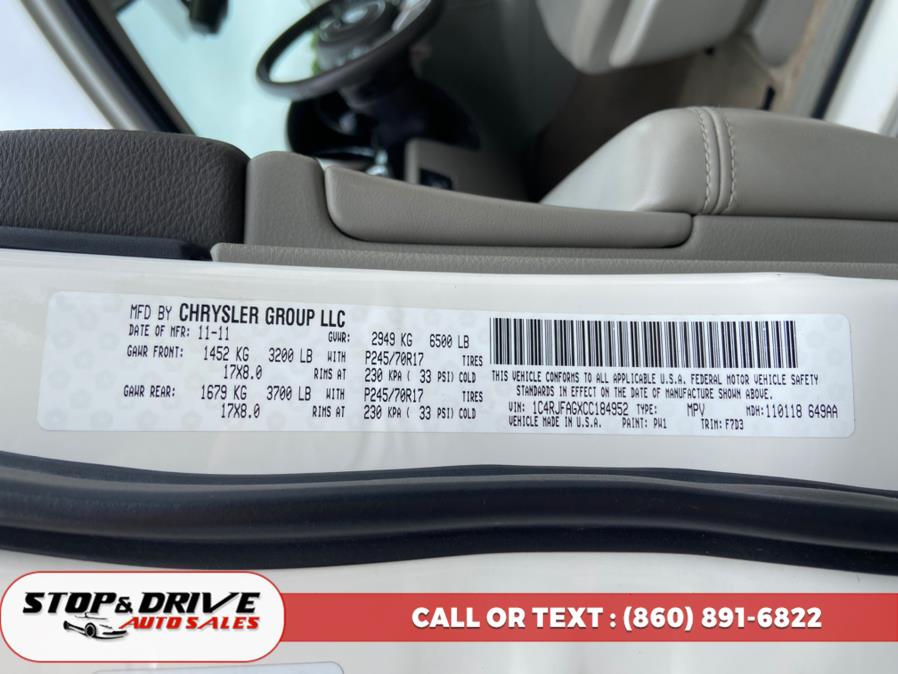 MFD BY CHRYSLER GROUP LLC
DATE OF MFR: 11-11 GVWR: 2949 KG 6500 LB
GAWR FRONT: 1452 KG 3200 LB WITH P245/70R17 TIRES
17X8.0 RIMS AT 230 KPA ( 33 PSI) COLD
GAWR REAR: 1679 KG 3700 LB WITH P245/70R17 TIRES
17X8.0 RIMS AT 230 KPA ( 33 PSI) COLD
THIS VEHICLE CONFORMS TO ALL APPLICABLE U.S.A. FEDERAL MOTOR VEHICLE SAFETY
STANDARDS IN EFFECT ON THE DATE OF MANUFACTURE SHOWN ABOVE.
VIN: 1C4RJFAGXCC184952 TYPE: MPV MDH: 110118 649AA
VEHICLE MADE IN U.S.A. PAINT: PW1 TRIM: F7D3
STOP & DRIVE
AUTO SALES
CALL OR TEXT : (860) 891-6822